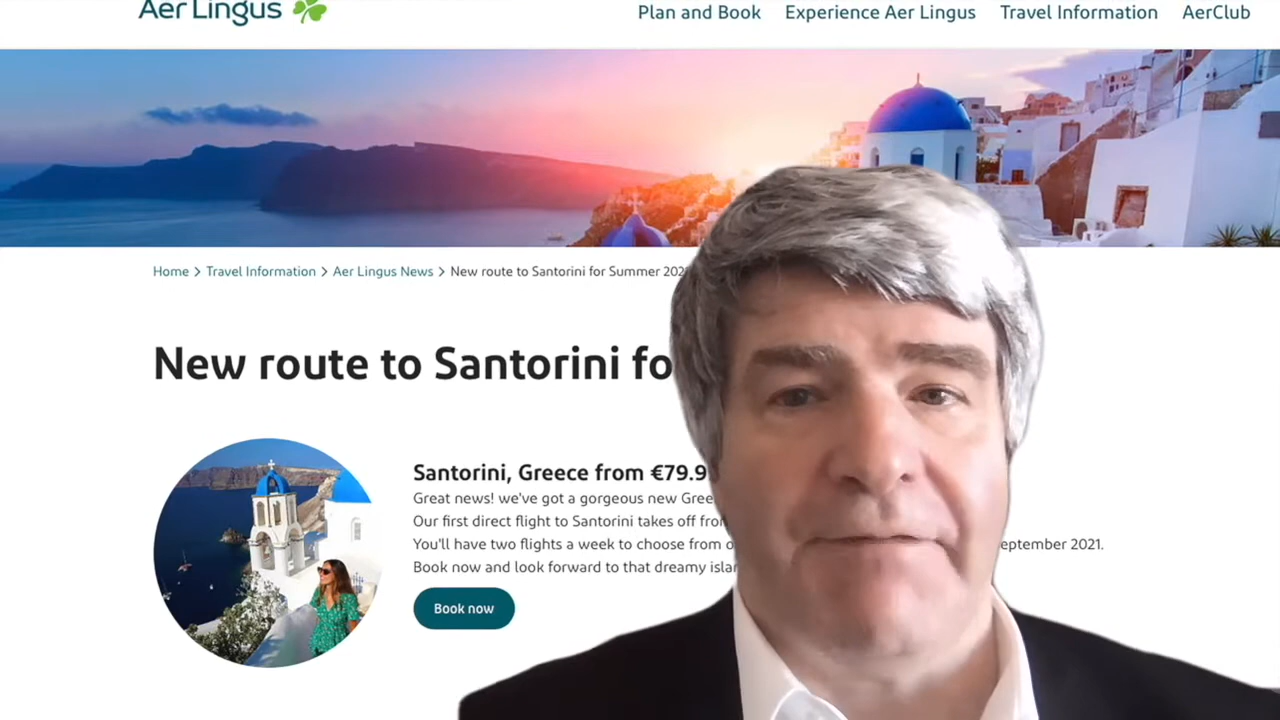 Aer Lingus
Plan and Book Experience Aer Lingus Travel Information AerClub
Home > Travel Information > Aer Lingus News > New route to Santorini for Summer 202
New route to Santorini fo
Santorini, Greece from €79.9
Great news! we've got a gorgeous new Gree
Our first direct flight to Santorini takes off fro
You'll have two flights a week to choose from o eptember 2021.
Book now and look forward to that dreamy isla
Book now